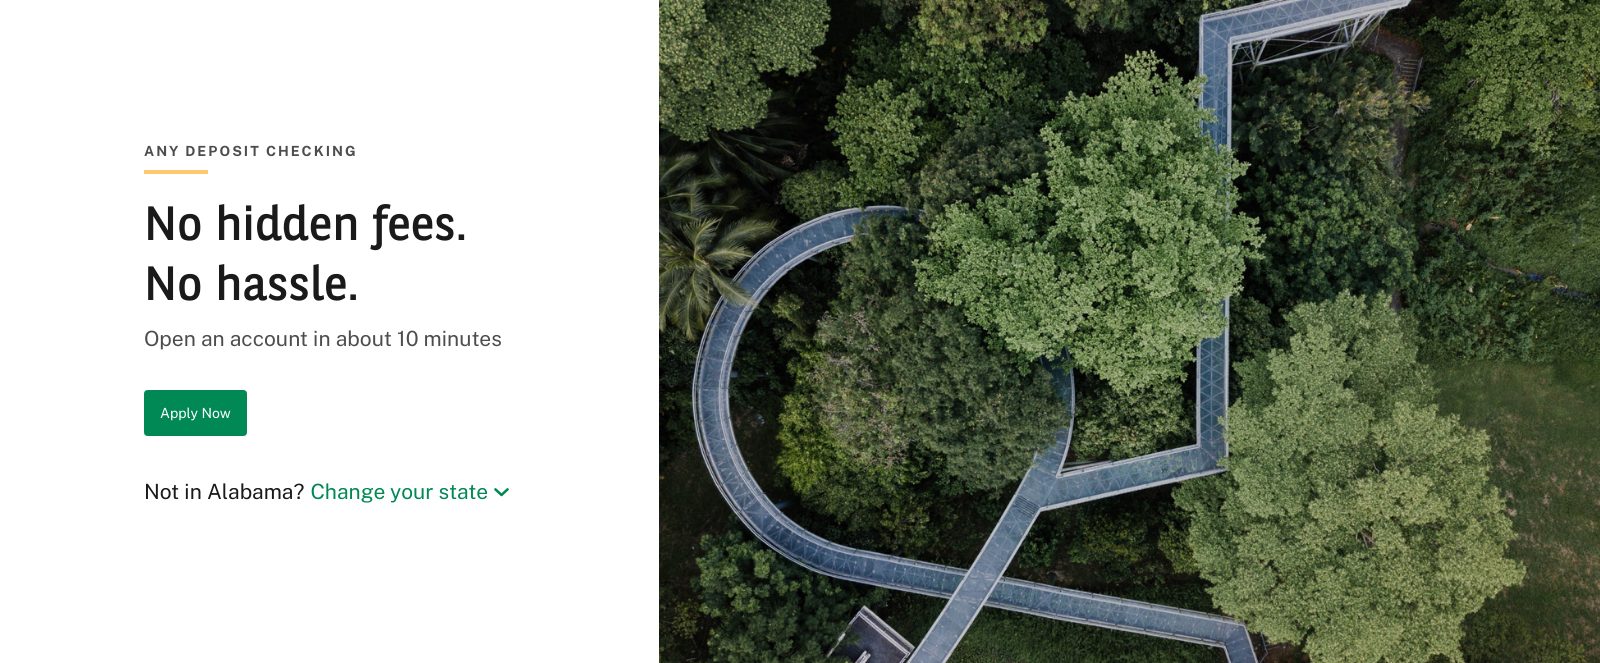 ANY DEPOSIT CHECKING
No hidden fees.
No hassle.
Open an account in about 10 minutes
Apply Now
Not in Alabama? Change your state